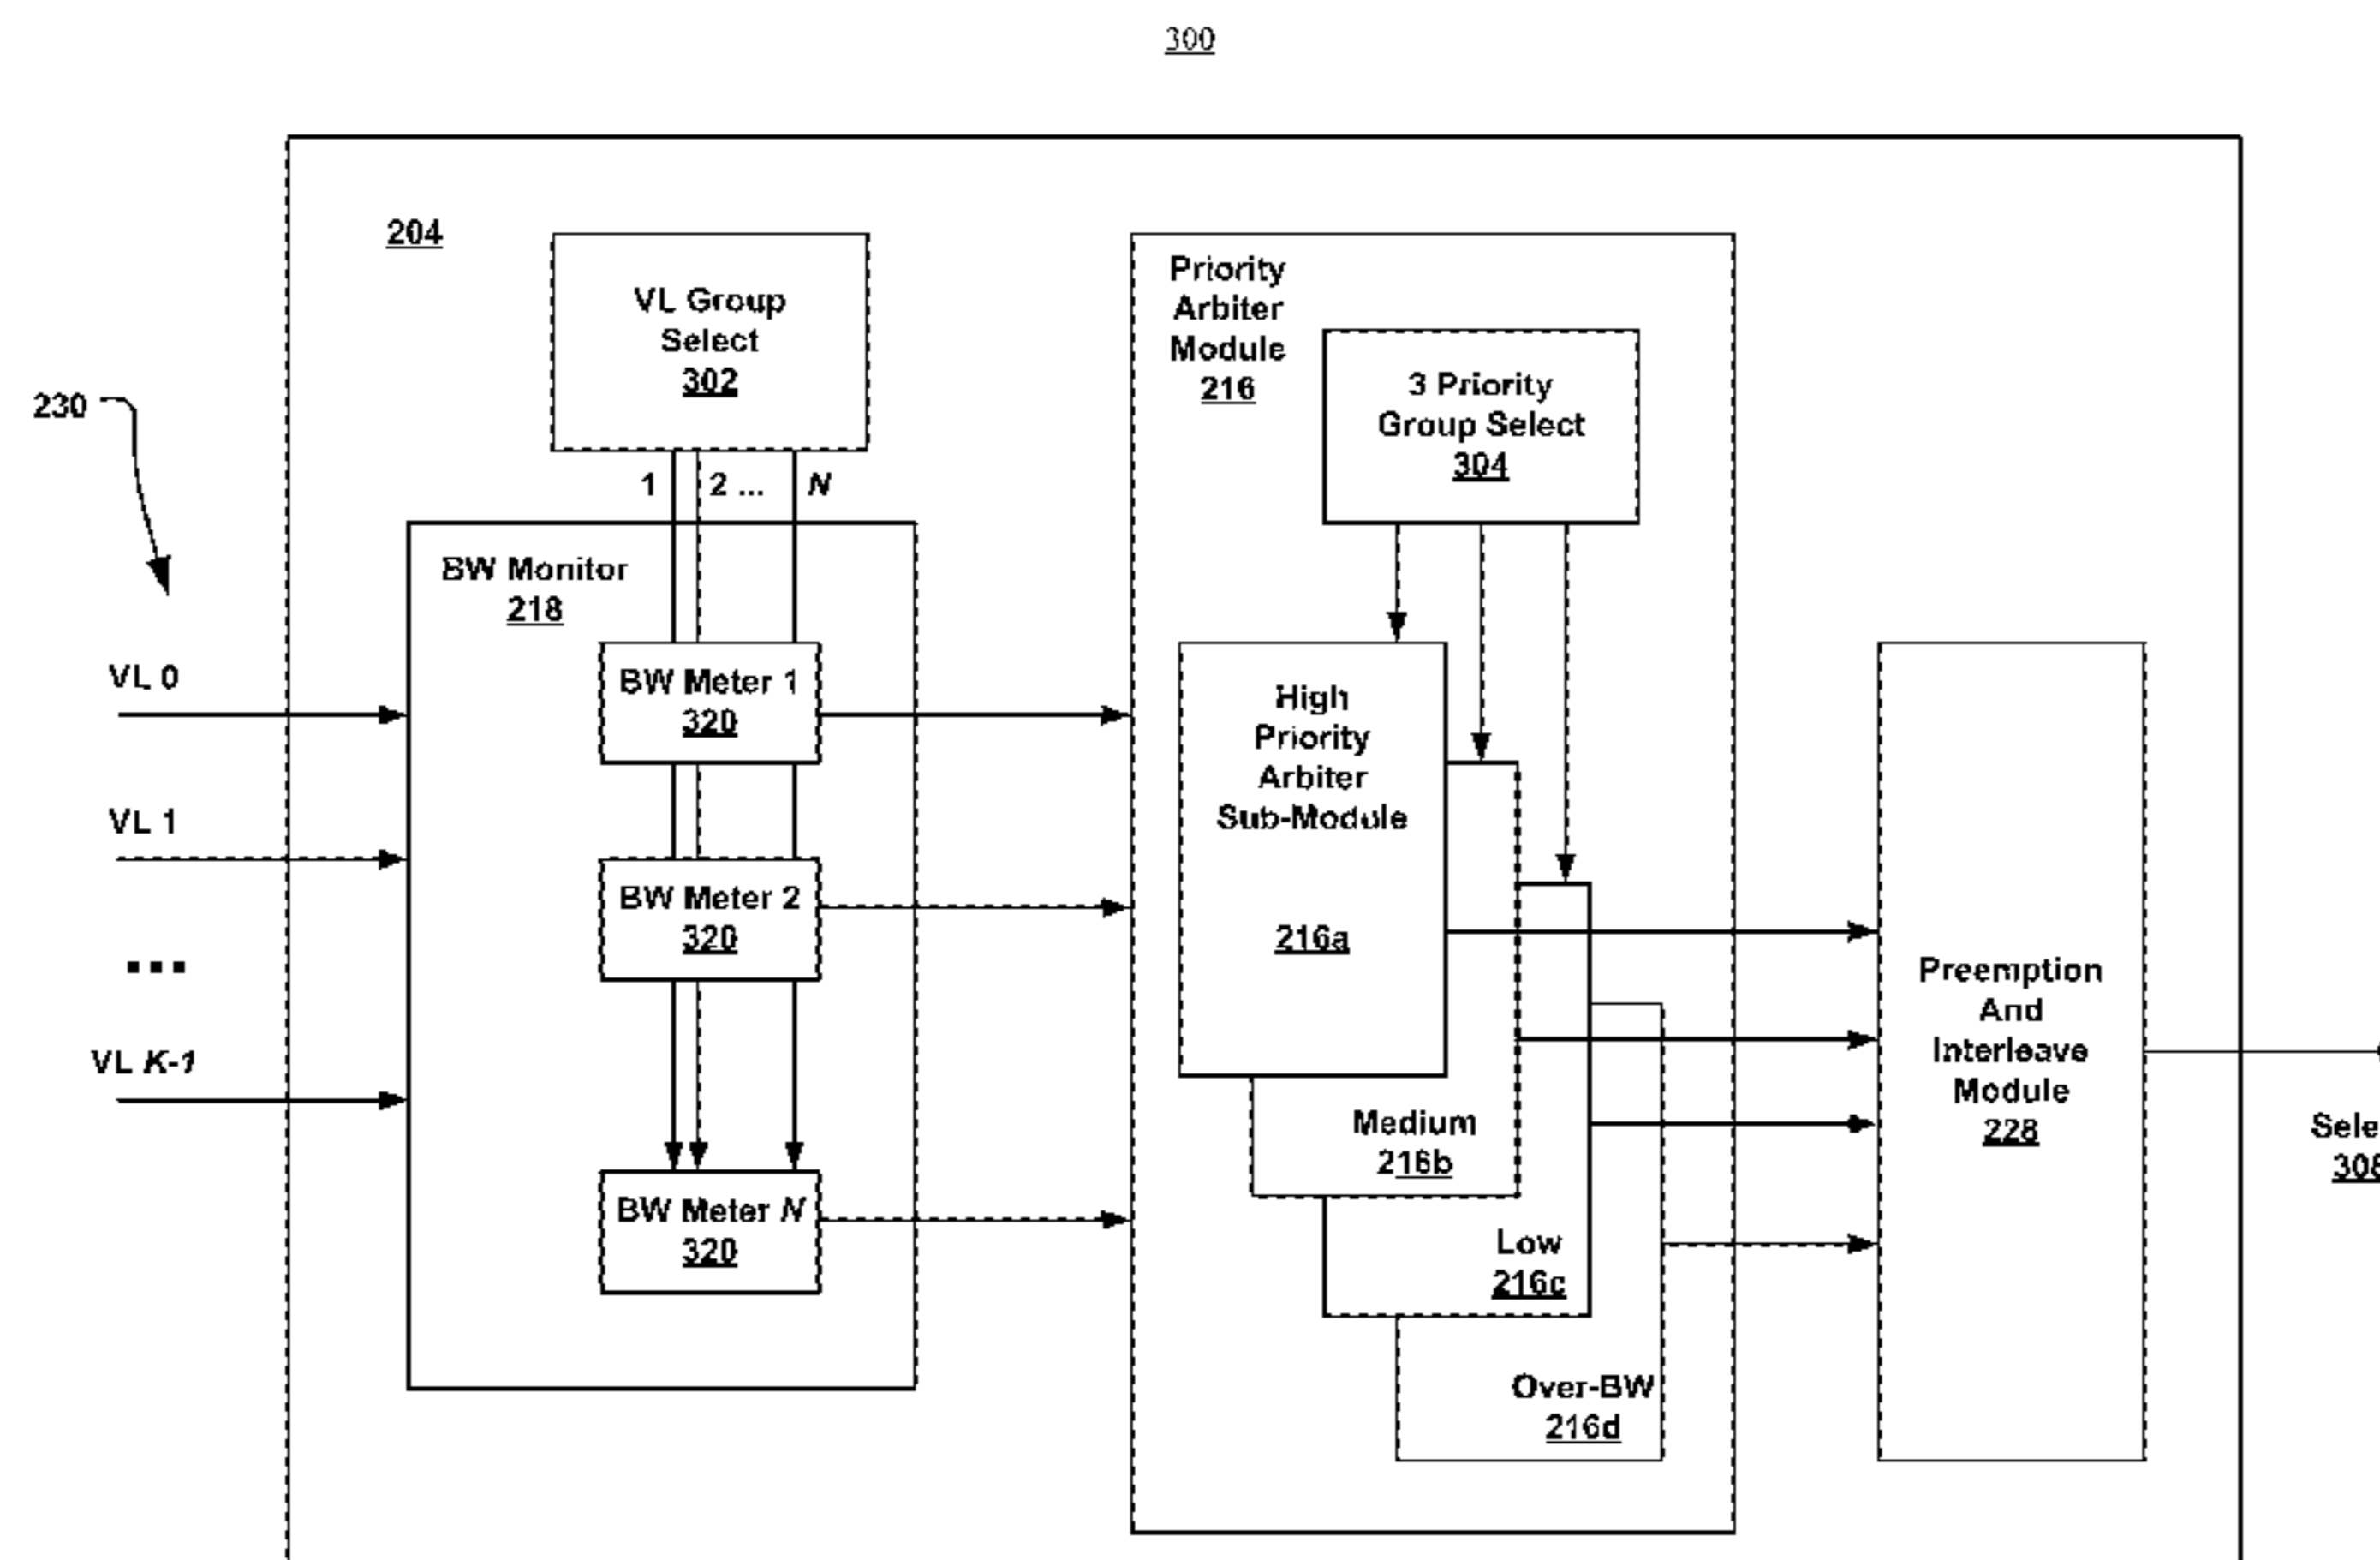 300
204
VL Group
Select
302
230
1 2 ... N
BW Monitor
218
VL 0
VL 1
...
VL K-1
BW Meter 1
320
BW Meter 2
320
BW Meter N
320
Priority
Arbiter
Module
216
3 Priority
Group Select
304
High
Priority
Arbiter
Sub-Module
216a
Medium
216b
Low
216c
Over-BW
216d
Preemption
And
Interleave
Module
228